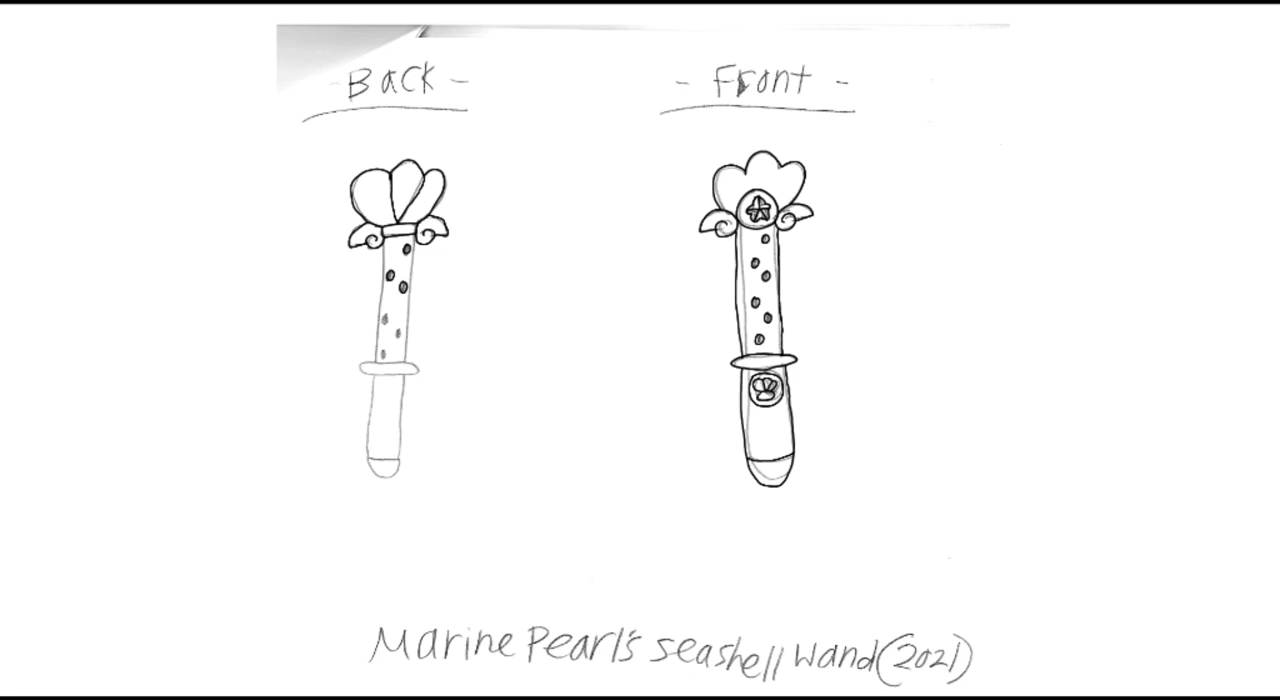 - Back -
- Front -
Marine Pearl's seashell wand (2021)